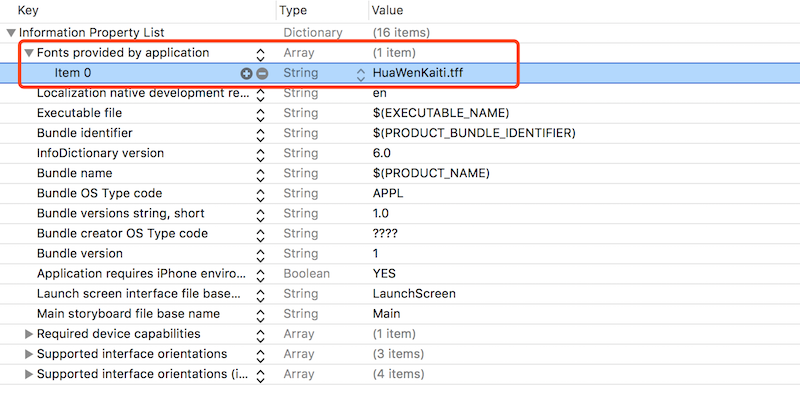 Key Type Value
Information Property List Dictionary (16 items)
Fonts provided by application Array (1 item)
Item 0 String HuaWenKaiti.tff
Localization native development re... String en
Executable file String $(EXECUTABLE_NAME)
Bundle identifier String $(PRODUCT_BUNDLE_IDENTIFIER)
InfoDictionary version String 6.0
Bundle name String $(PRODUCT_NAME)
Bundle OS Type code String APPL
Bundle versions string, short String 1.0
Bundle creator OS Type code String ????
Bundle version String 1
Application requires iPhone enviro... Boolean YES
Launch screen interface file base... String LaunchScreen
Main storyboard file base name String Main
Required device capabilities Array (1 item)
Supported interface orientations Array (3 items)
Supported interface orientations (i... Array (4 items)